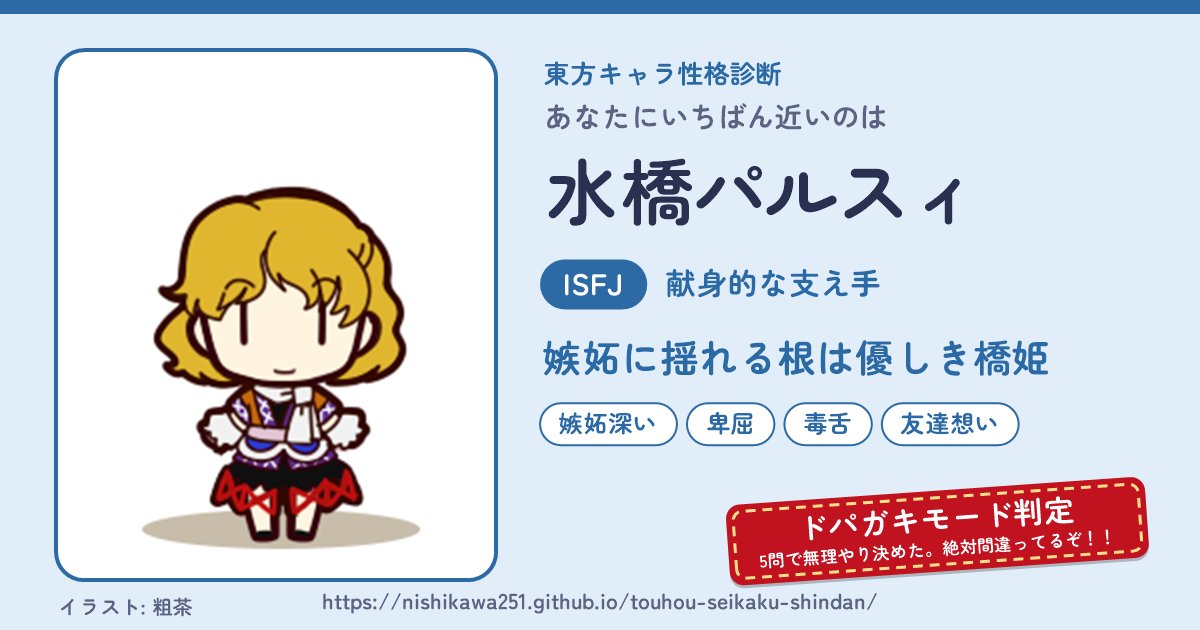 東方キャラ性格診断
あなたにいちばん近いのは
水橋パルスィ
ISFJ 献身的な支え手
嫉妬に揺れる根は優しき橋姫
嫉妬深い 卑屈 毒舌 友達想い
ドパガキモード判定
5問で無理やり決めた。絶対間違ってるぞ！！
イラスト: 粗茶
https://nishikawa251.github.io/touhou-seikaku-shindan/